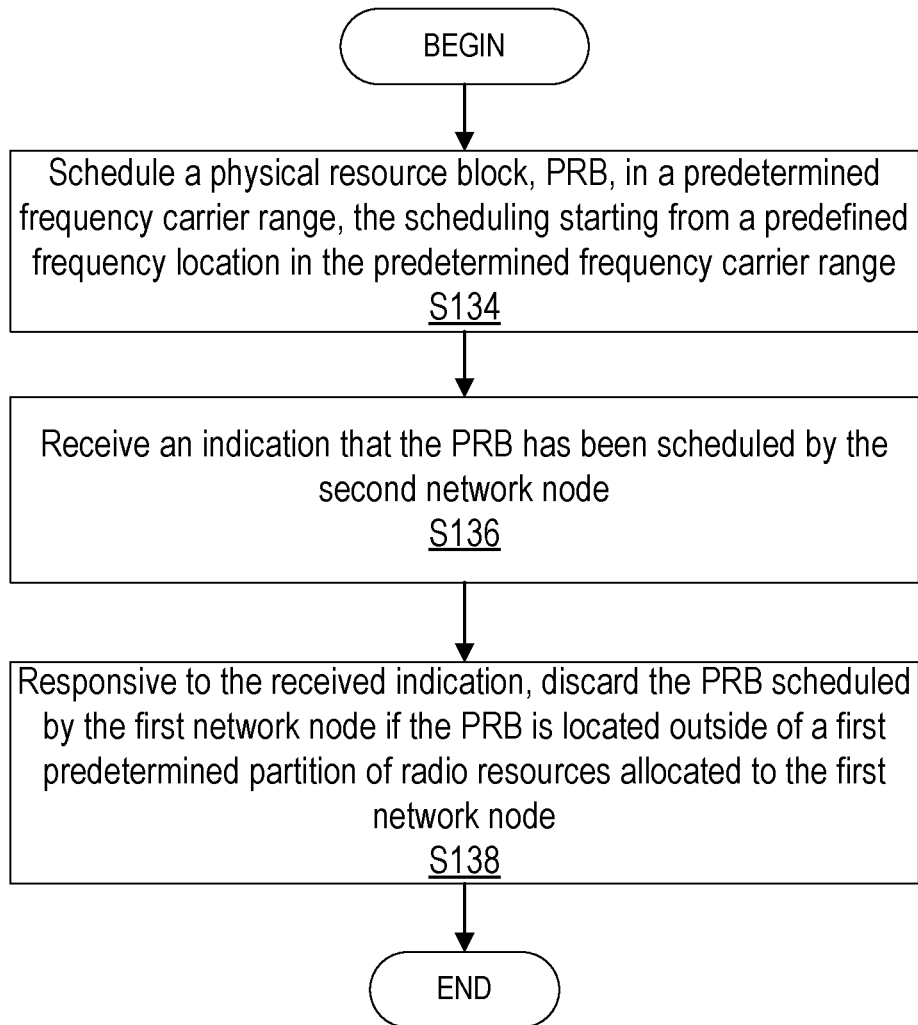 BEGIN
Schedule a physical resource block, PRB, in a predetermined
frequency carrier range, the scheduling starting from a predefined
frequency location in the predetermined frequency carrier range
S134
Receive an indication that the PRB has been scheduled by the
second network node
S136
Responsive to the received indication, discard the PRB scheduled
by the first network node if the PRB is located outside of a first
predetermined partition of radio resources allocated to the first
network node
S138
END